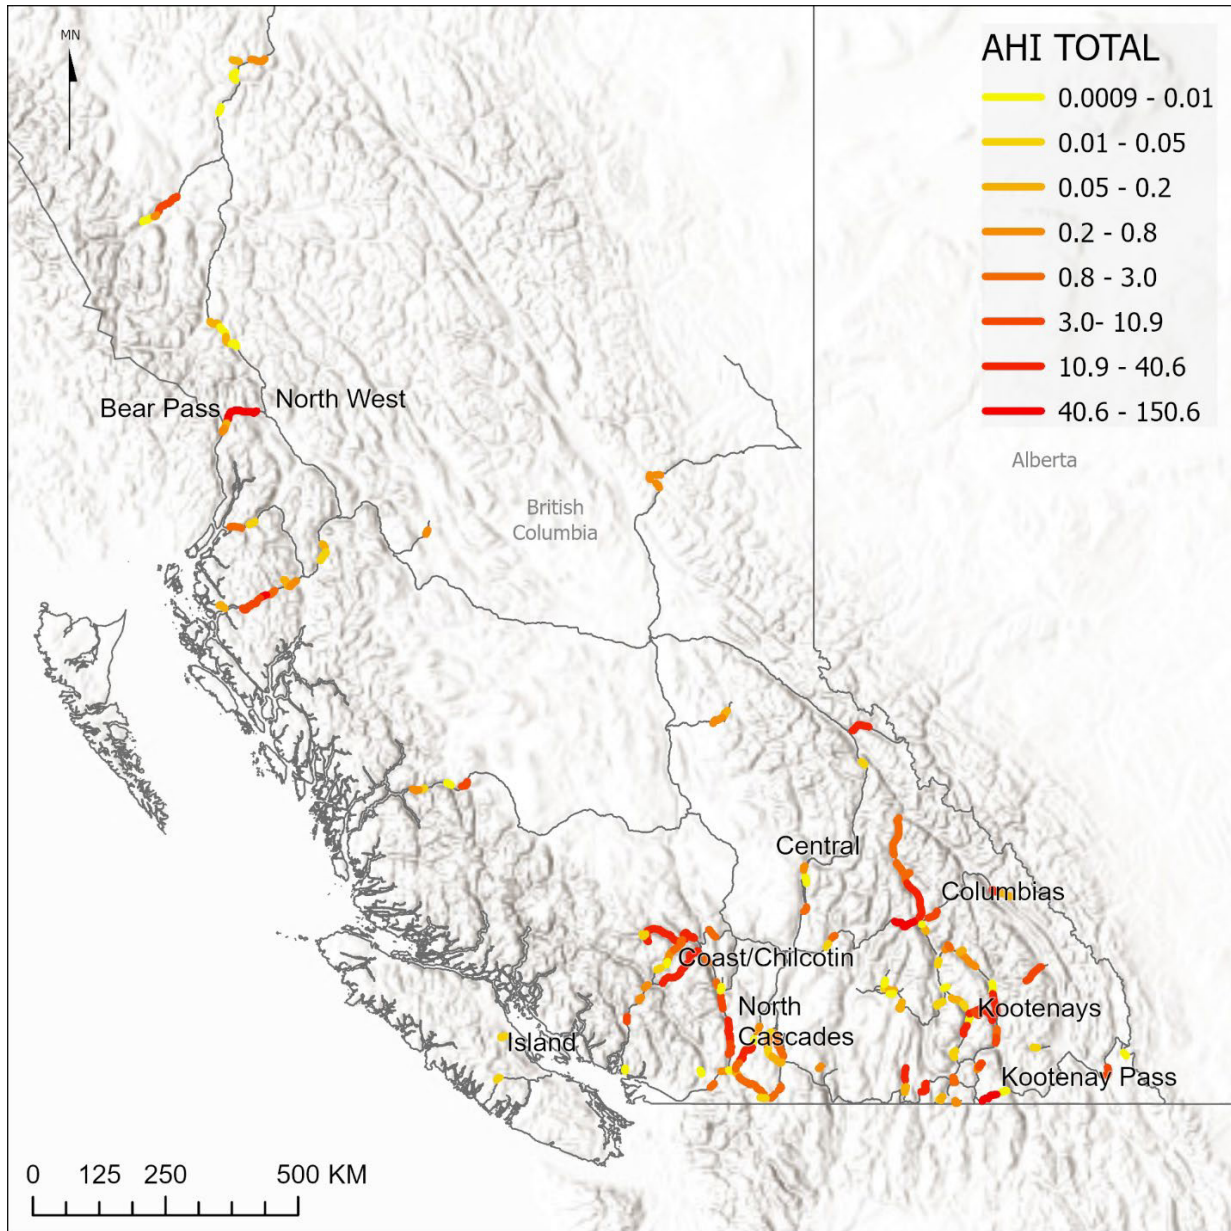 MN
AHI TOTAL
0.0009 - 0.01
0.01 - 0.05
0.05 - 0.2
0.2 - 0.8
0.8 - 3.0
3.0- 10.9
10.9 - 40.6
40.6 - 150.6
Bear Pass
North West
Alberta
British
Columbia
Central
Columbias
Coast/Chilcotin
North
Cascades
Kootenays
Island
Kootenay Pass
0 125 250 500 KM